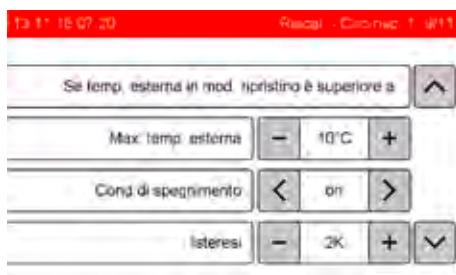 Se temp. esterna in mod. ripristino è superiore a
Max. temp. esterna − 10°C +
Cond di spegnimento < on >
Isteresi − 2K +